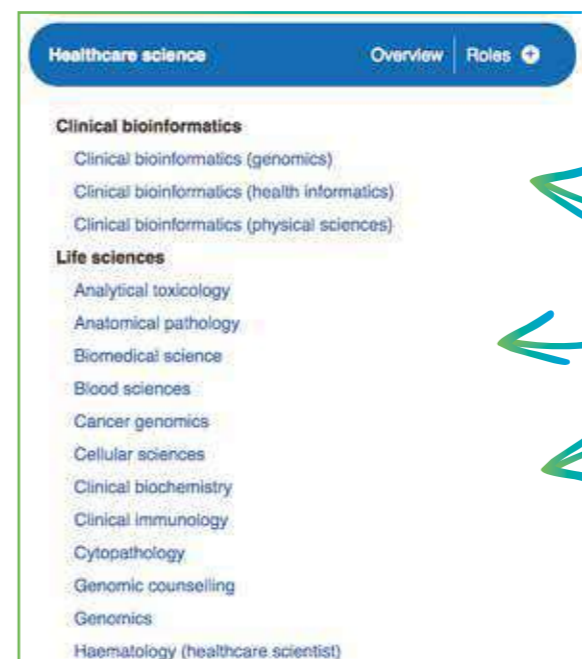 Healthcare science Overview Roles
Clinical bioinformatics
Clinical bioinformatics (genomics)
Clinical bioinformatics (health informatics)
Clinical bioinformatics (physical sciences)
Life sciences
Analytical toxicology
Anatomical pathology
Biomedical science
Blood sciences
Cancer genomics
Cellular sciences
Clinical biochemistry
Clinical immunology
Cytopathology
Genomic counselling
Genomics
Haematology (healthcare scientist)